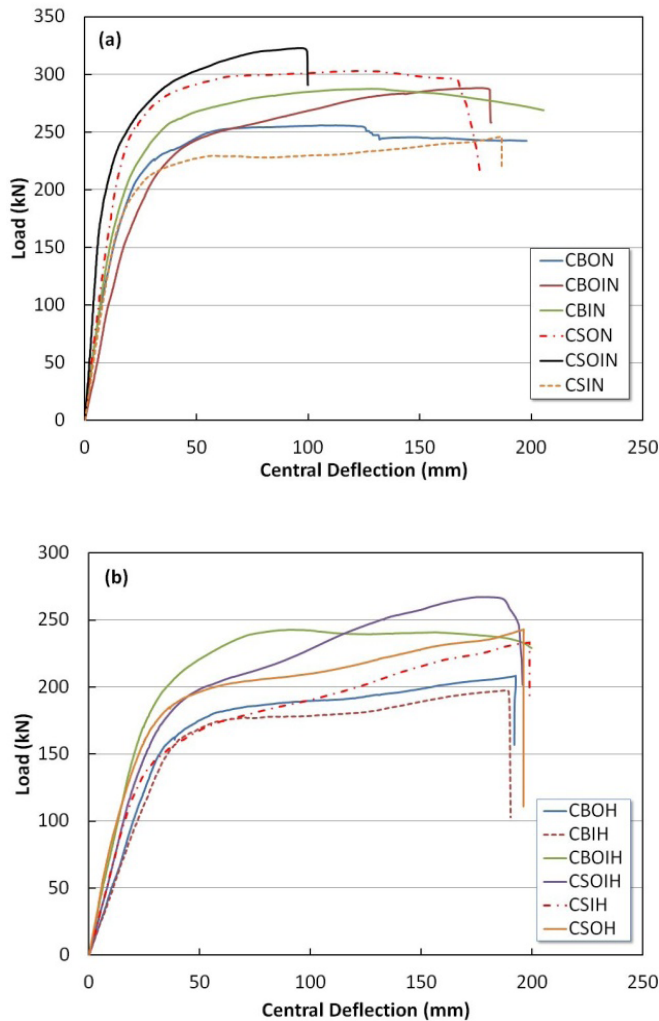 (a)
350
300
250
200
150
100
50
0
Load (kN)
CBON
CBOIN
CBIN
CSON
CSOIN
CSIN
0 50 100 150 200 250
Central Deflection (mm)
(b)
300
250
200
150
100
50
0
Load (kN)
CBOH
CBIH
CBOIH
CSOIH
CSIH
CSOH
0 50 100 150 200 250
Central Deflection (mm)